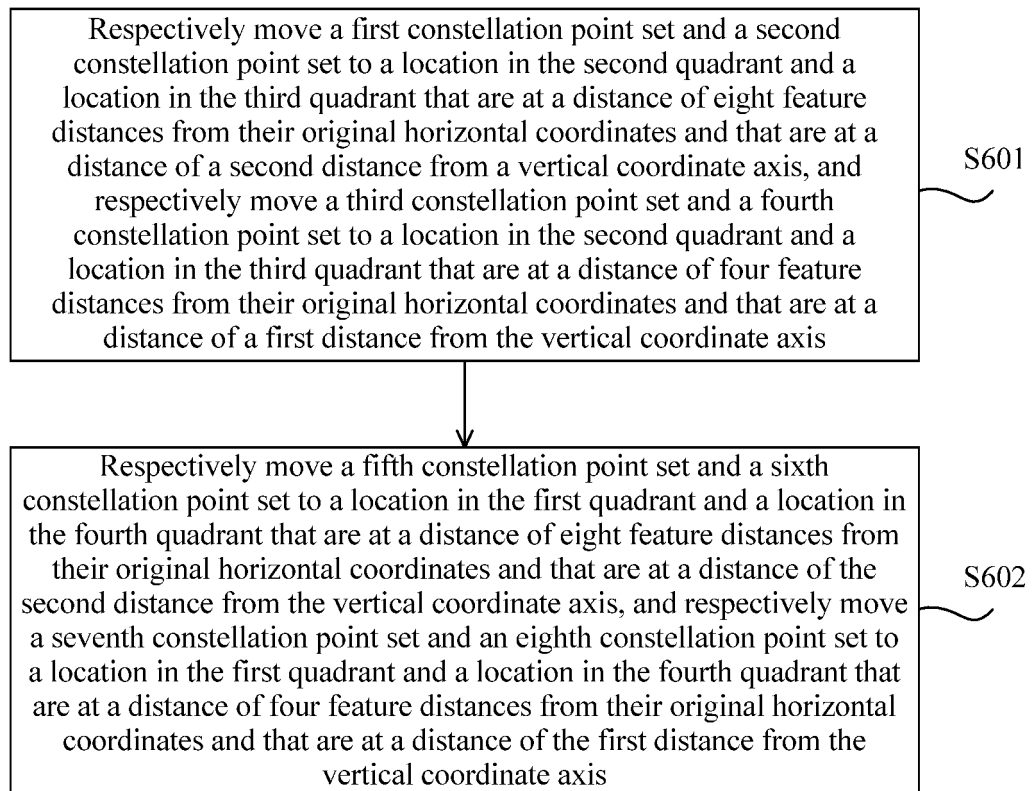 Respectively move a first constellation point set and a second
constellation point set to a location in the second quadrant and a
location in the third quadrant that are at a distance of eight feature
distances from their original horizontal coordinates and that are at a
distance of a second distance from a vertical coordinate axis, and
respectively move a third constellation point set and a fourth
constellation point set to a location in the second quadrant and a
location in the third quadrant that are at a distance of four feature
distances from their original horizontal coordinates and that are at a
distance of a first distance from the vertical coordinate axis
S601
Respectively move a fifth constellation point set and a sixth
constellation point set to a location in the first quadrant and a location in
the fourth quadrant that are at a distance of eight feature distances from
their original horizontal coordinates and that are at a distance of the
second distance from the vertical coordinate axis, and respectively move
a seventh constellation point set and an eighth constellation point set to
a location in the first quadrant and a location in the fourth quadrant that
are at a distance of four feature distances from their original horizontal
coordinates and that are at a distance of the first distance from the
vertical coordinate axis
S602